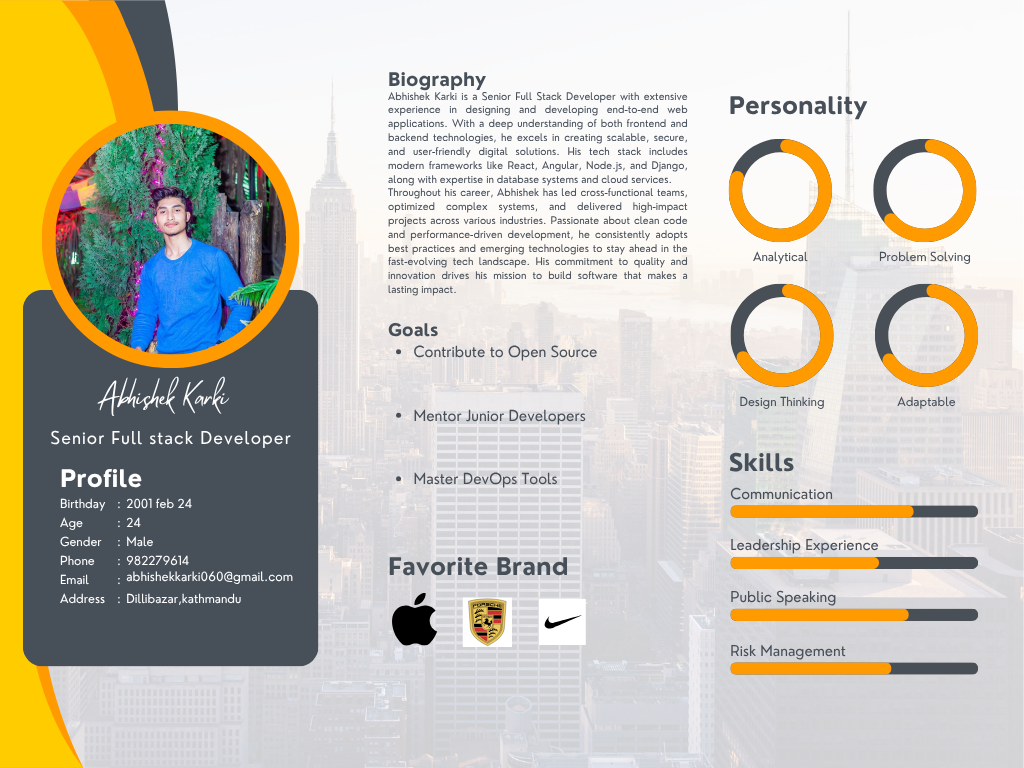 Abhishek Karki
Senior Full stack Developer
Profile
Birthday : 2001 feb 24
Age : 24
Gender : Male
Phone : 982279614
Email : abhishekkarki060@gmail.com
Address : Dillibazar,kathmandu
Biography
Abhishek Karki is a Senior Full Stack Developer with extensive
experience in designing and developing end-to-end web
applications. With a deep understanding of both frontend and
backend technologies, he excels in creating scalable, secure,
and user-friendly digital solutions. His tech stack includes
modern frameworks like React, Angular, Node.js, and Django,
along with expertise in database systems and cloud services.
Throughout his career, Abhishek has led cross-functional teams,
optimized complex systems, and delivered high-impact
projects across various industries. Passionate about clean code
and performance-driven development, he consistently adopts
best practices and emerging technologies to stay ahead in the
fast-evolving tech landscape. His commitment to quality and
innovation drives his mission to build software that makes a
lasting impact.
Goals
• Contribute to Open Source
• Mentor Junior Developers
• Master DevOps Tools
Favorite Brand
PORSCHE
Personality
Analytical
Problem Solving
Design Thinking
Adaptable
Skills
Communication
Leadership Experience
Public Speaking
Risk Management